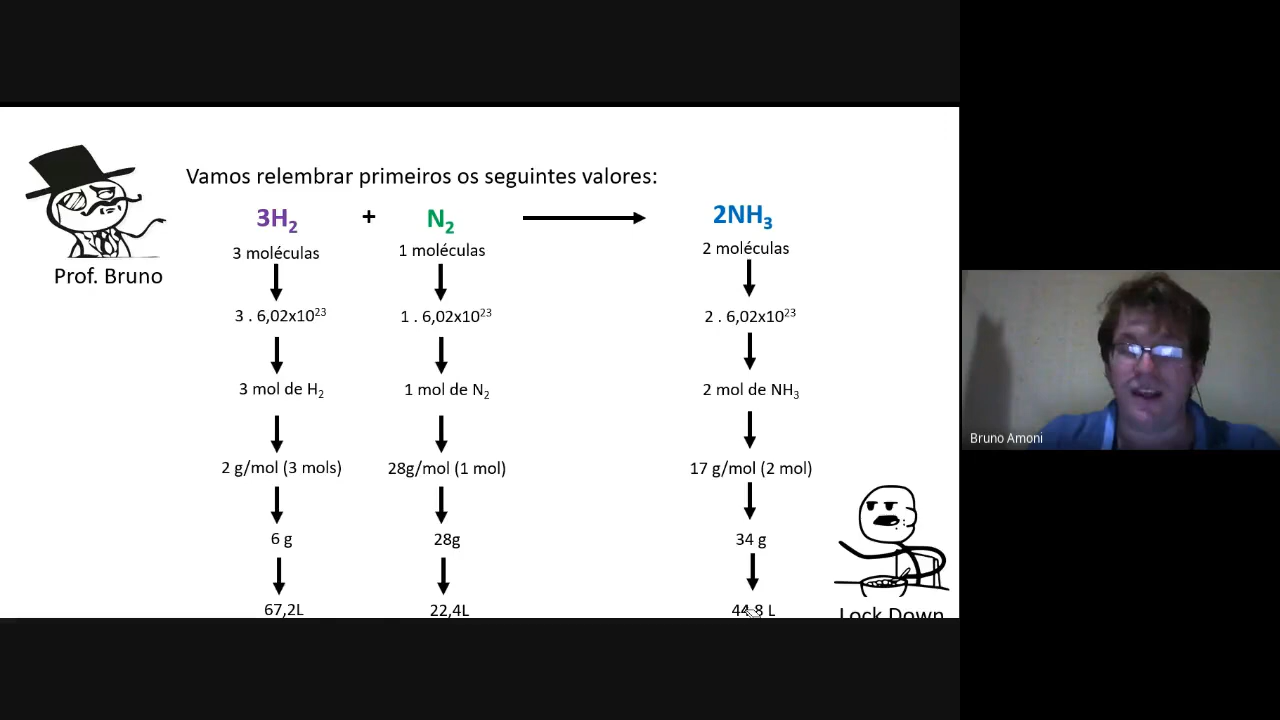 Vamos relembrar primeiros os seguintes valores:
3H₂ + N₂ 2NH₃
3 moléculas 1 moléculas 2 moléculas
Prof. Bruno
3 . 6,02x10²³ 1 . 6,02x10²³ 2 . 6,02x10²³
3 mol de H₂ 1 mol de N₂ 2 mol de NH₃
Bruno Amoni
2 g/mol (3 mols) 28g/mol (1 mol) 17 g/mol (2 mol)
6 g 28g 34 g
67,2L 22,4L 44,8 L
Lock Down